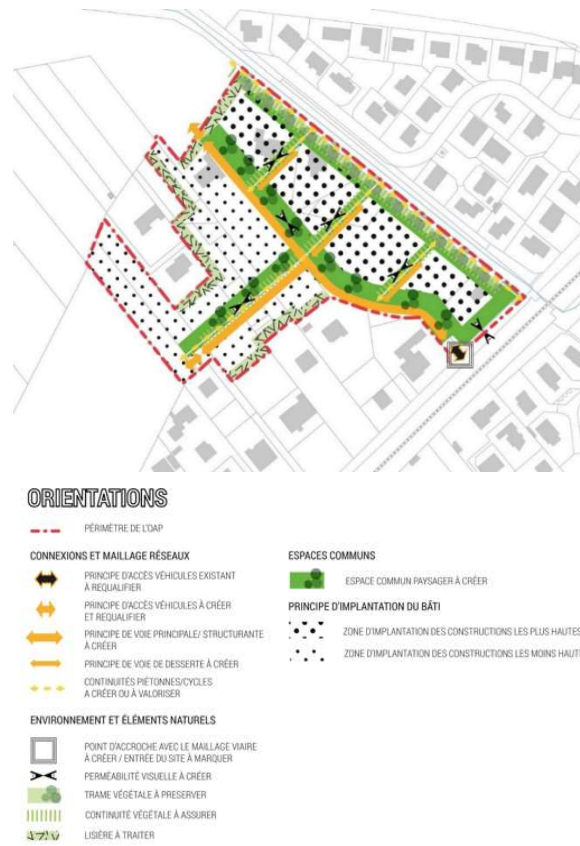 ORIENTATIONS
PÉRIMÈTRE DE L'OAP
CONNEXIONS ET MAILLAGE RÉSEAUX
PRINCIPE D'ACCÈS VÉHICULES EXISTANT
À REQUALIFIER
PRINCIPE D'ACCÈS VÉHICULES À CRÉER
ET REQUALIFIER
PRINCIPE DE VOIE PRINCIPALE/ STRUCTURANTE
À CRÉER
PRINCIPE DE VOIE DE DESSERTE À CRÉER
CONTINUITÉS PIÉTONNES/CYCLES
A CRÉER OU À VALORISER
ENVIRONNEMENT ET ÉLÉMENTS NATURELS
POINT D'ACCROCHE AVEC LE MAILLAGE VIAIRE
À CRÉER / ENTRÉE DU SITE À MARQUER
PERMÉABILITÉ VISUELLE À CRÉER
TRAME VÉGÉTALE À PRESERVER
CONTINUITÉ VÉGÉTALE À ASSURER
LISIÈRE À TRAITER
ESPACES COMMUNS
ESPACE COMMUN PAYSAGER À CRÉER
PRINCIPE D'IMPLANTATION DU BÂTI
ZONE D'IMPLANTATION DES CONSTRUCTIONS LES PLUS HAUTE
ZONE D'IMPLANTATION DES CONSTRUCTIONS LES MOINS HAUT